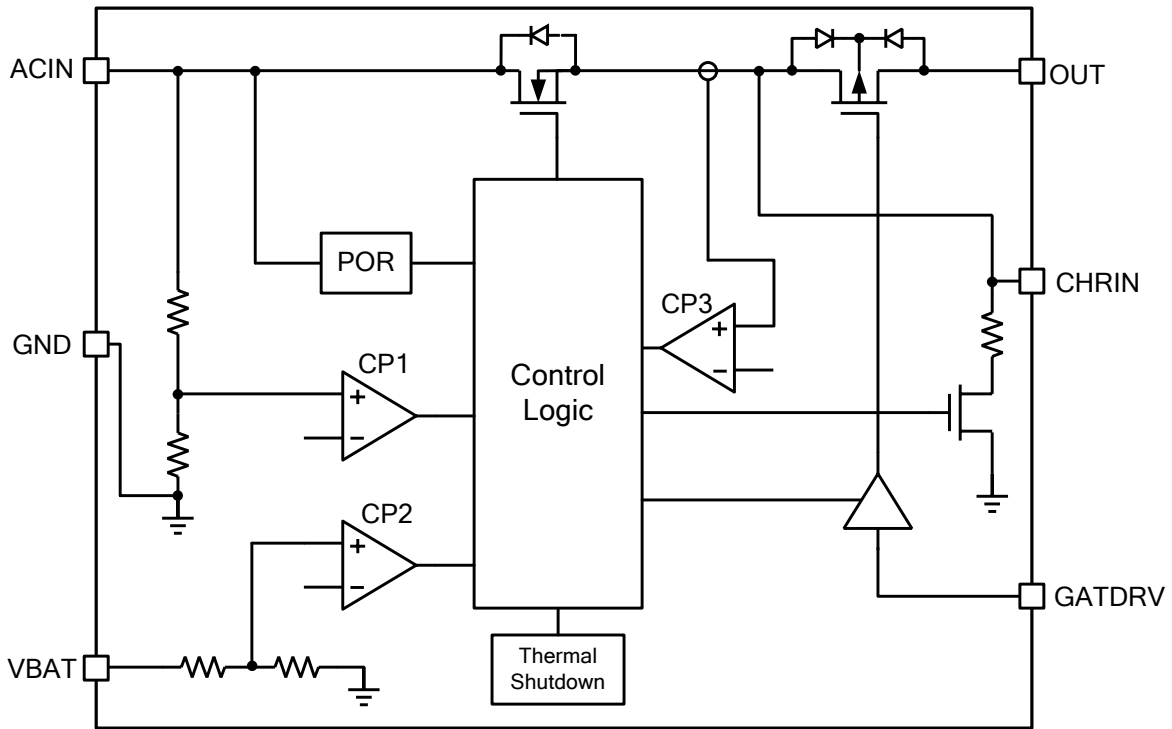 ACIN
OUT
POR
CHRIN
CP3
GND
CP1
Control
Logic
CP2
GATDRV
Thermal
Shutdown
VBAT